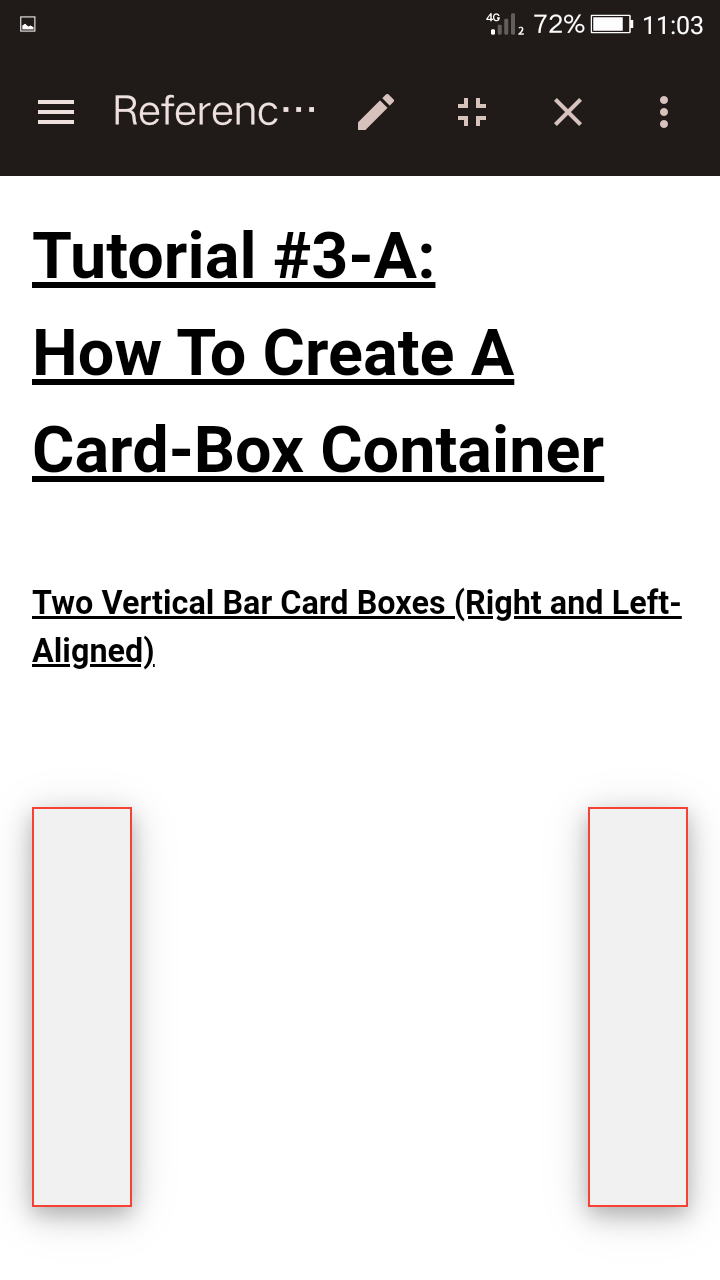 4G 2 72% 11:03
Referenc...
Tutorial #3-A:
How To Create A
Card-Box Container
Two Vertical Bar Card Boxes (Right and Left-
Aligned)